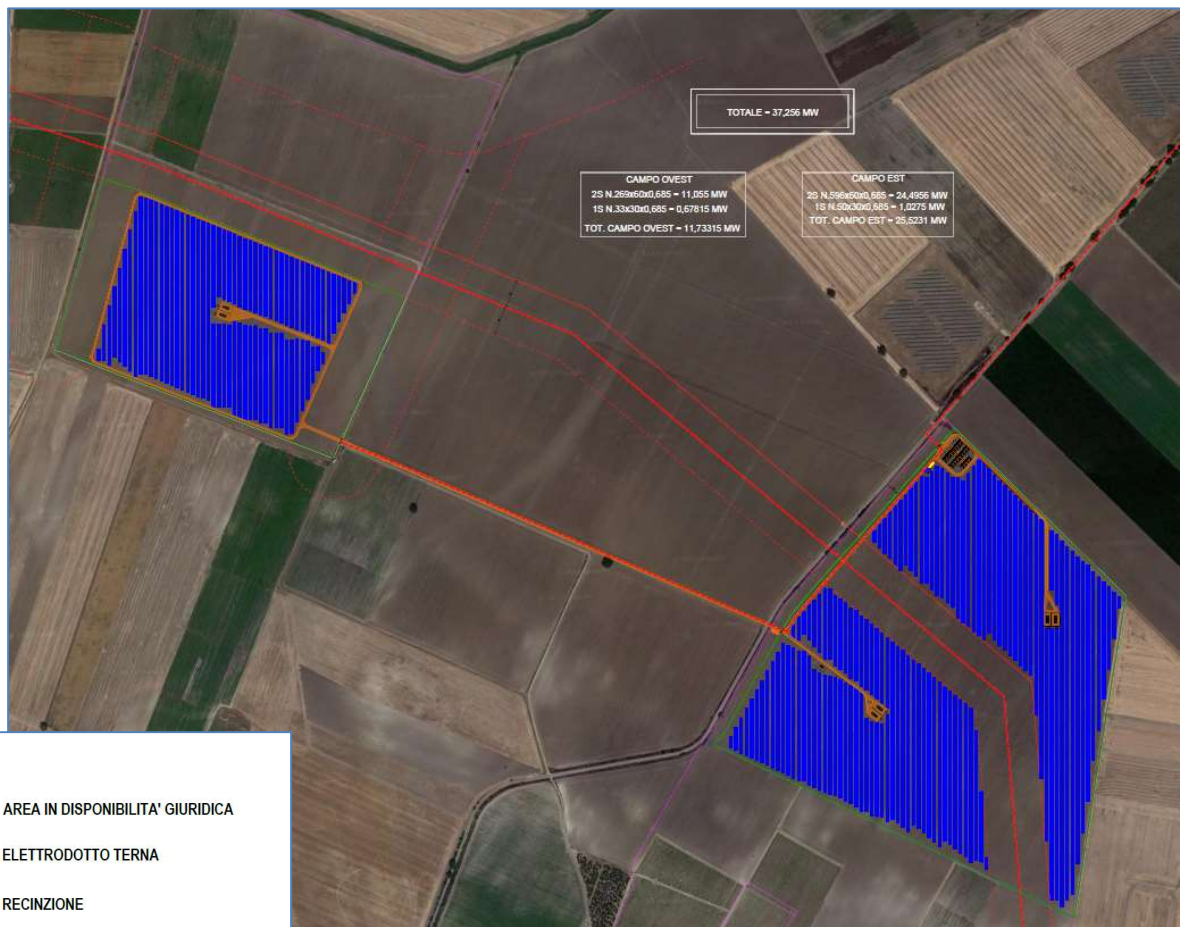 TOTALE = 37,256 MW
CAMPO OVEST
2S N.269x60x0,685 = 11,055 MW
1S N.33x30x0,685 = 0,67815 MW
TOT. CAMPO OVEST = 11,73315 MW
CAMPO EST
2S N.596x60x0,685 = 24,4956 MW
1S N.50x30x0,685 = 1,0275 MW
TOT. CAMPO EST = 25,5231 MW
AREA IN DISPONIBILITA' GIURIDICA
ELETTRODOTTO TERNA
RECINZIONE